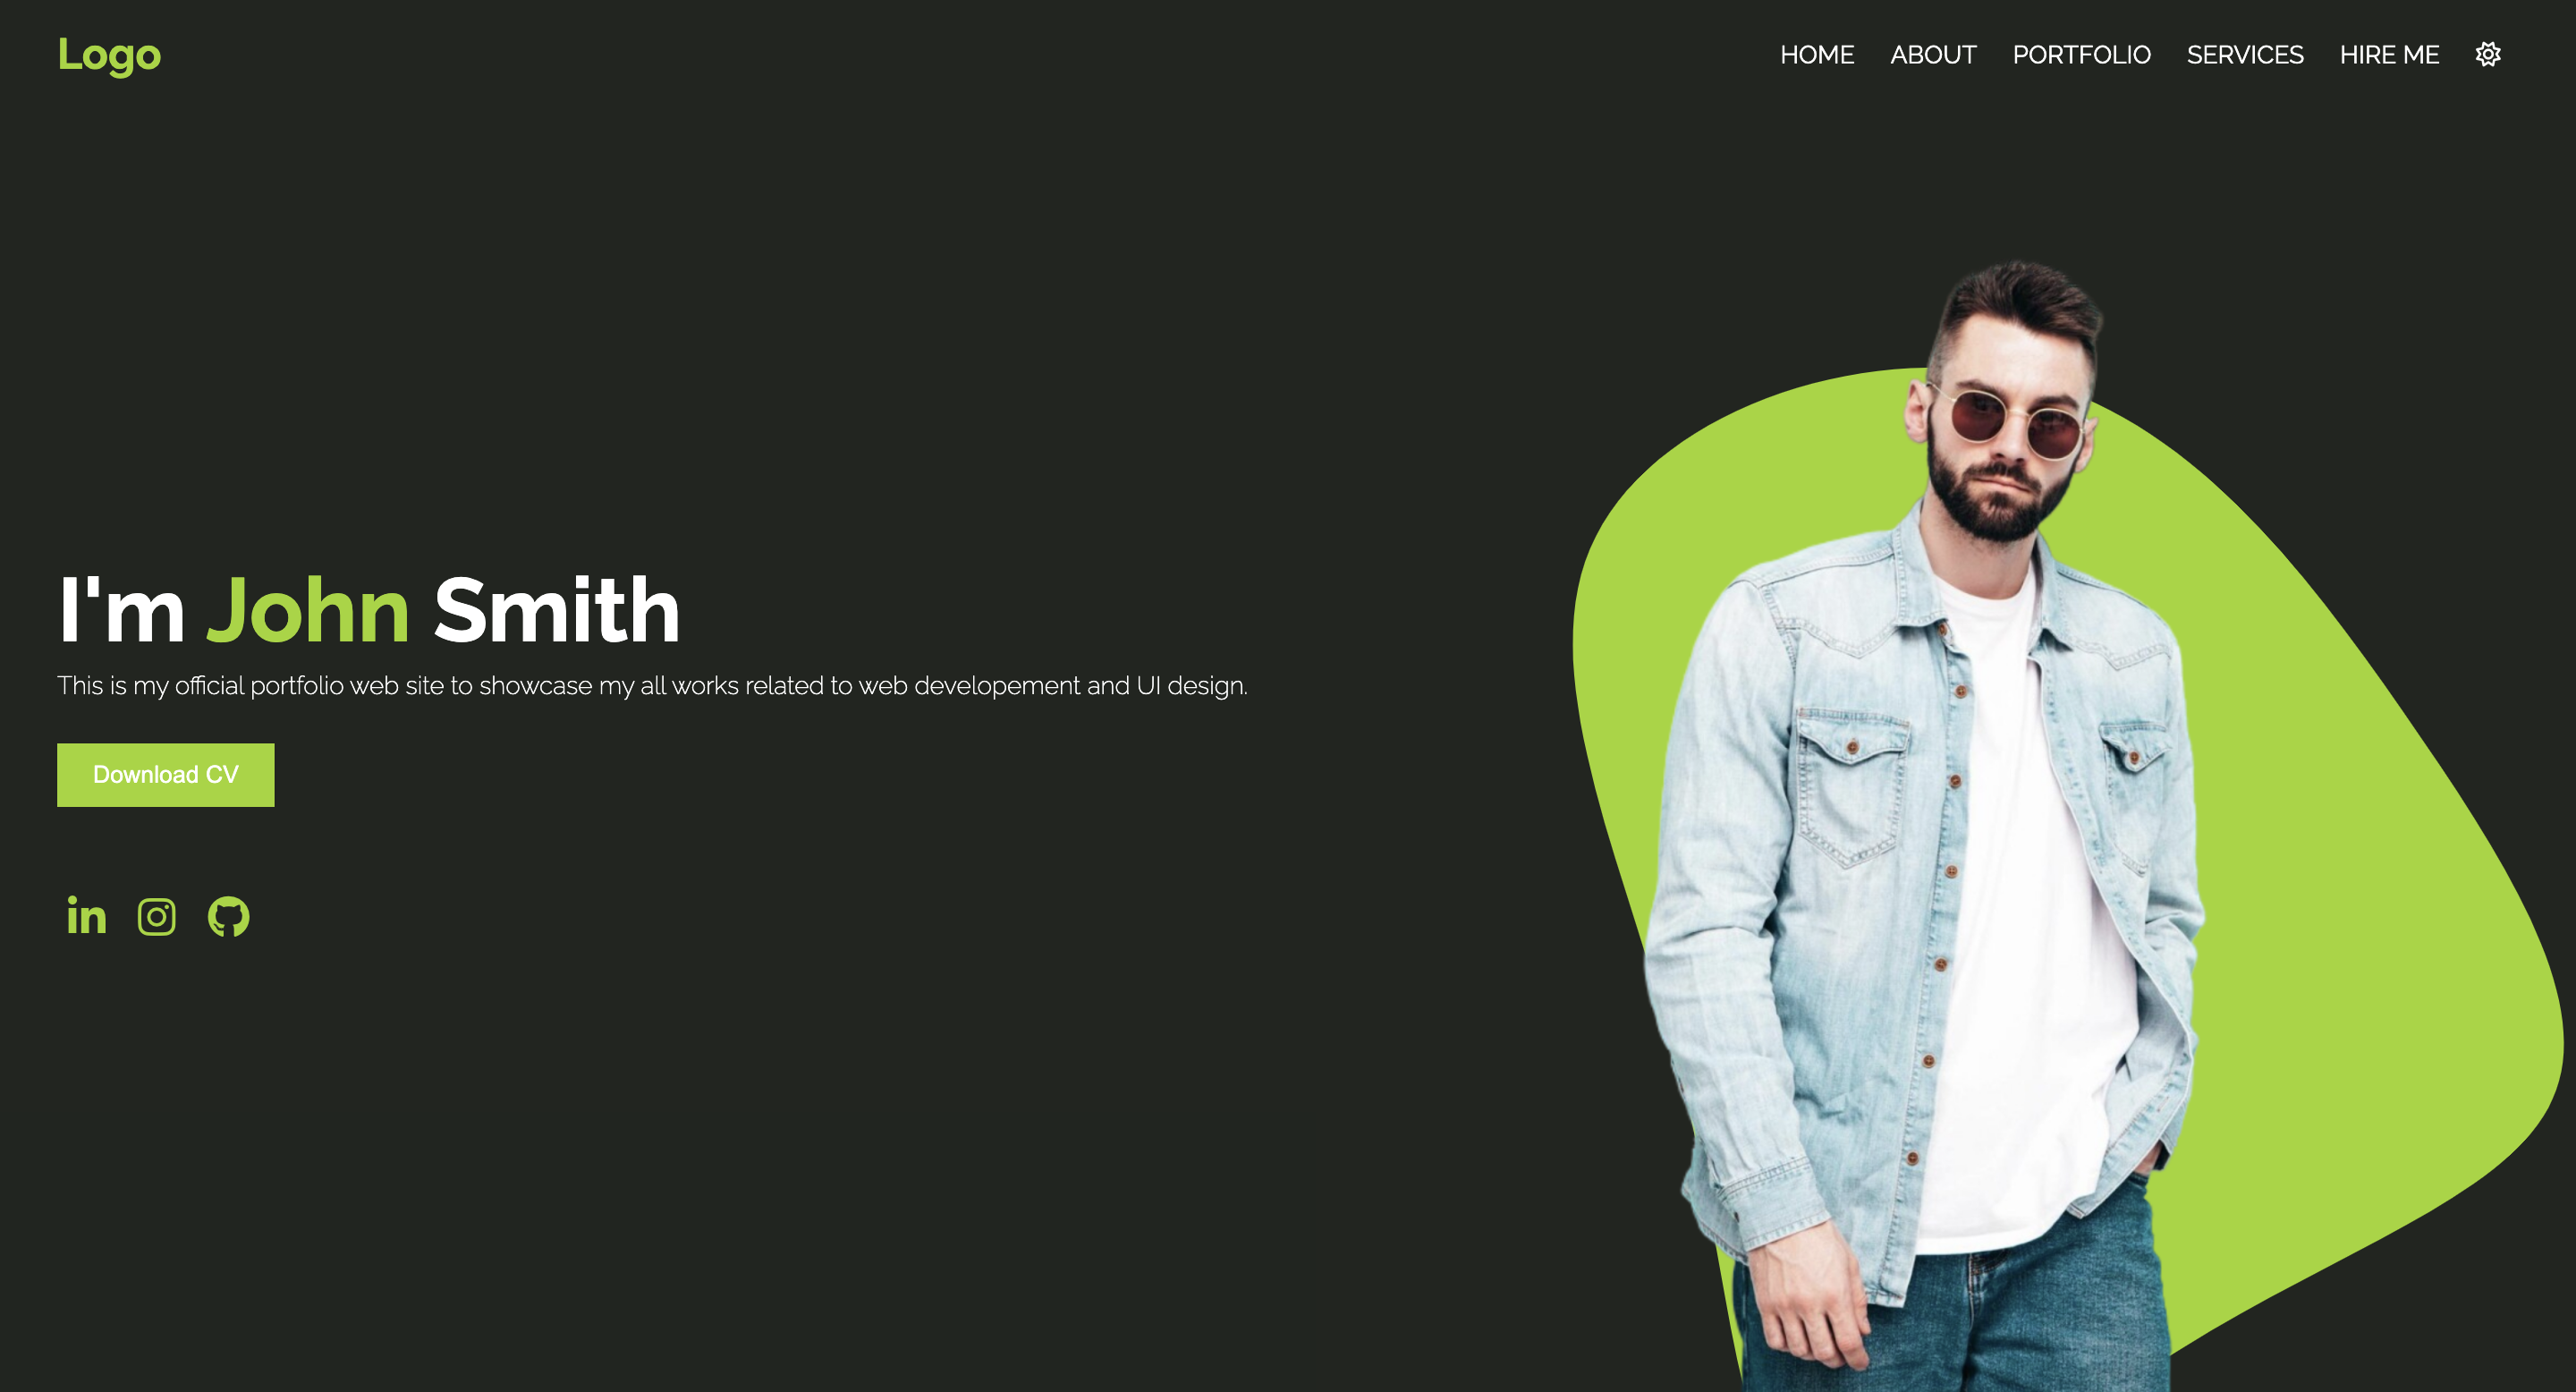 Logo
HOME ABOUT PORTFOLIO SERVICES HIRE ME
I'm John Smith
This is my official portfolio web site to showcase my all works related to web developement and UI design.
Download CV
in